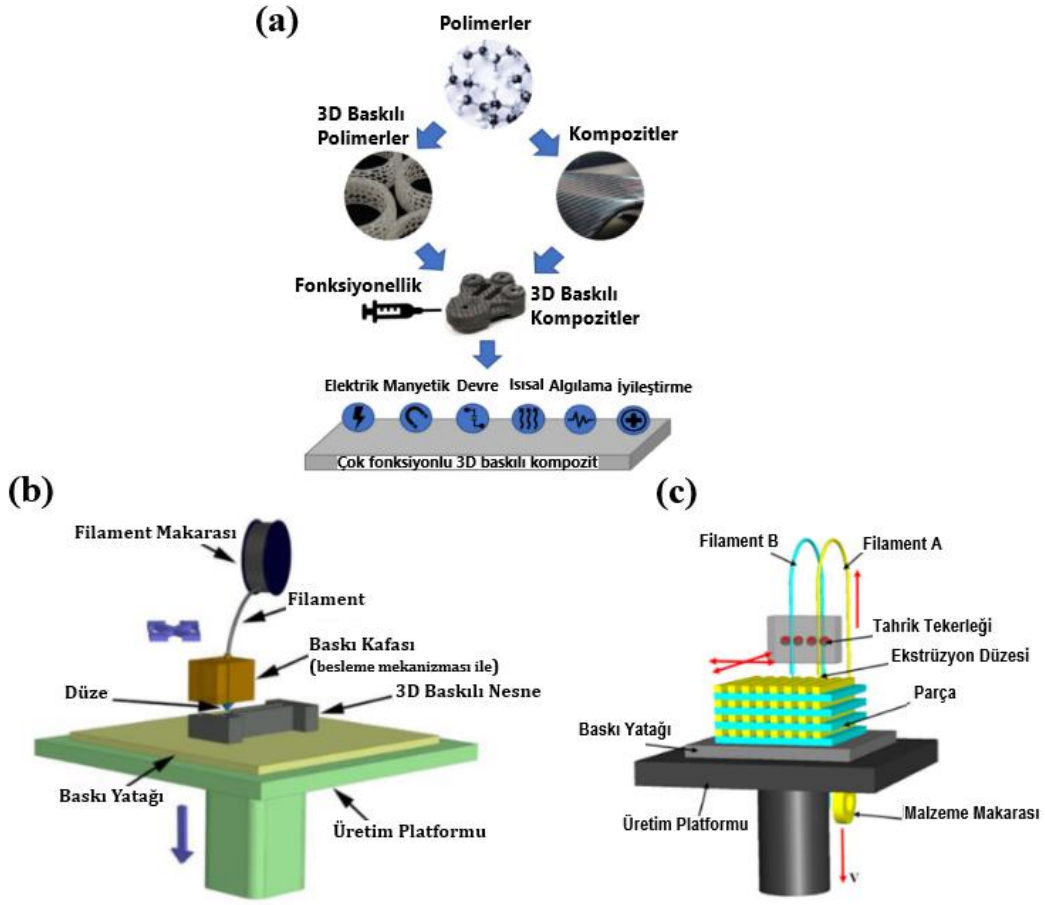 (a)
Polimerler
3D Baskılı
Polimerler
Kompozitler
Fonksiyonellik
3D Baskılı
Kompozitler
Elektrik Manyetik Devre Isısal Algılama İyileştirme
Çok fonksiyonlu 3D baskılı kompozit
(b)
Filament Makarası
Filament
Baskı Kafası
(besleme mekanizması ile)
Düze
3D Baskılı Nesne
Baskı Yatağı
Üretim Platformu
(c)
Filament B
Filament A
Tahrik Tekerleği
Ekstrüzyon Düzesi
Parça
Baskı Yatağı
Üretim Platformu
Malzeme Makarası
V